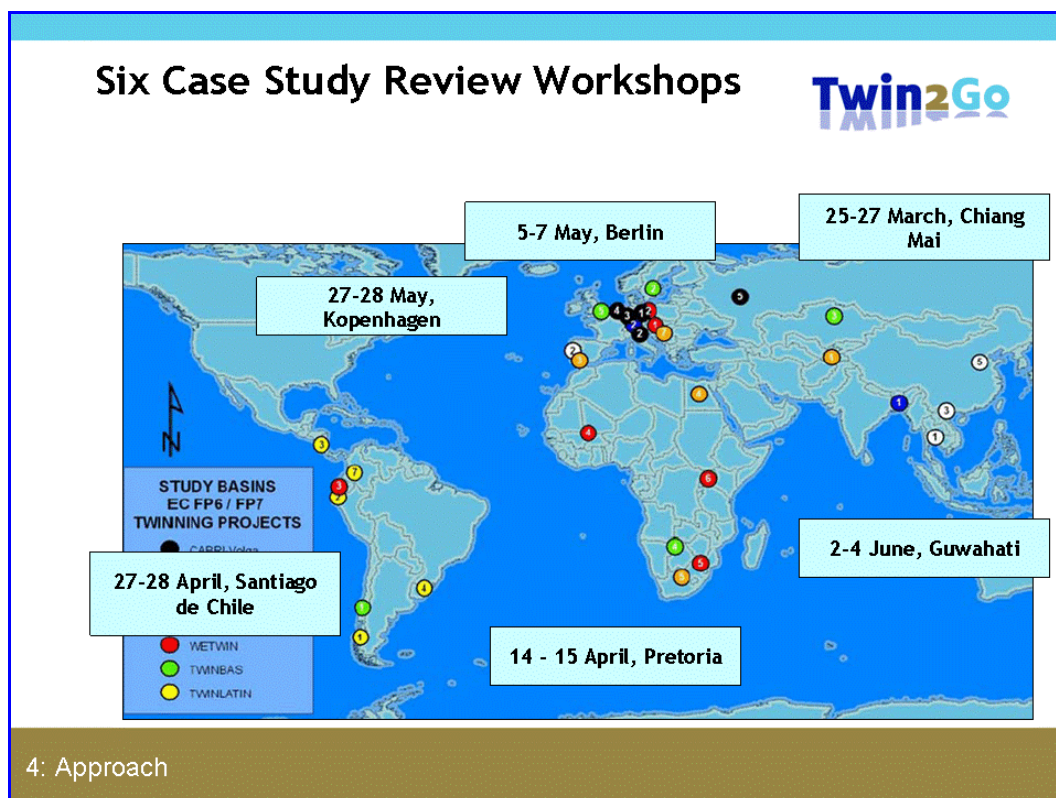 Six Case Study Review Workshops
Twin2Go
5-7 May, Berlin
25-27 March, Chiang
Mai
27-28 May,
Kopenhagen
N
STUDY BASINS
EC FP6 / FP7
TWINNING PROJECTS
CABRI-Volga
27-28 April, Santiago
de Chile
2-4 June, Guwahati
WETWIN
TWINBAS
TWINLATIN
14 - 15 April, Pretoria
4: Approach